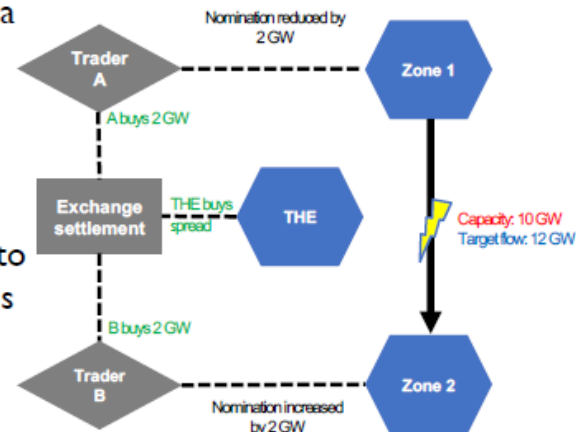 a
Nomination reduced by
2 GW
Trader
A
Zone 1
A buys 2 GW
Exchange
settlement
THE buys
spread
THE
Capacity: 10 GW
Target flow: 12 GW
to
s
B buys 2 GW
Trader
B
Zone 2
Nomination increased
by 2 GW